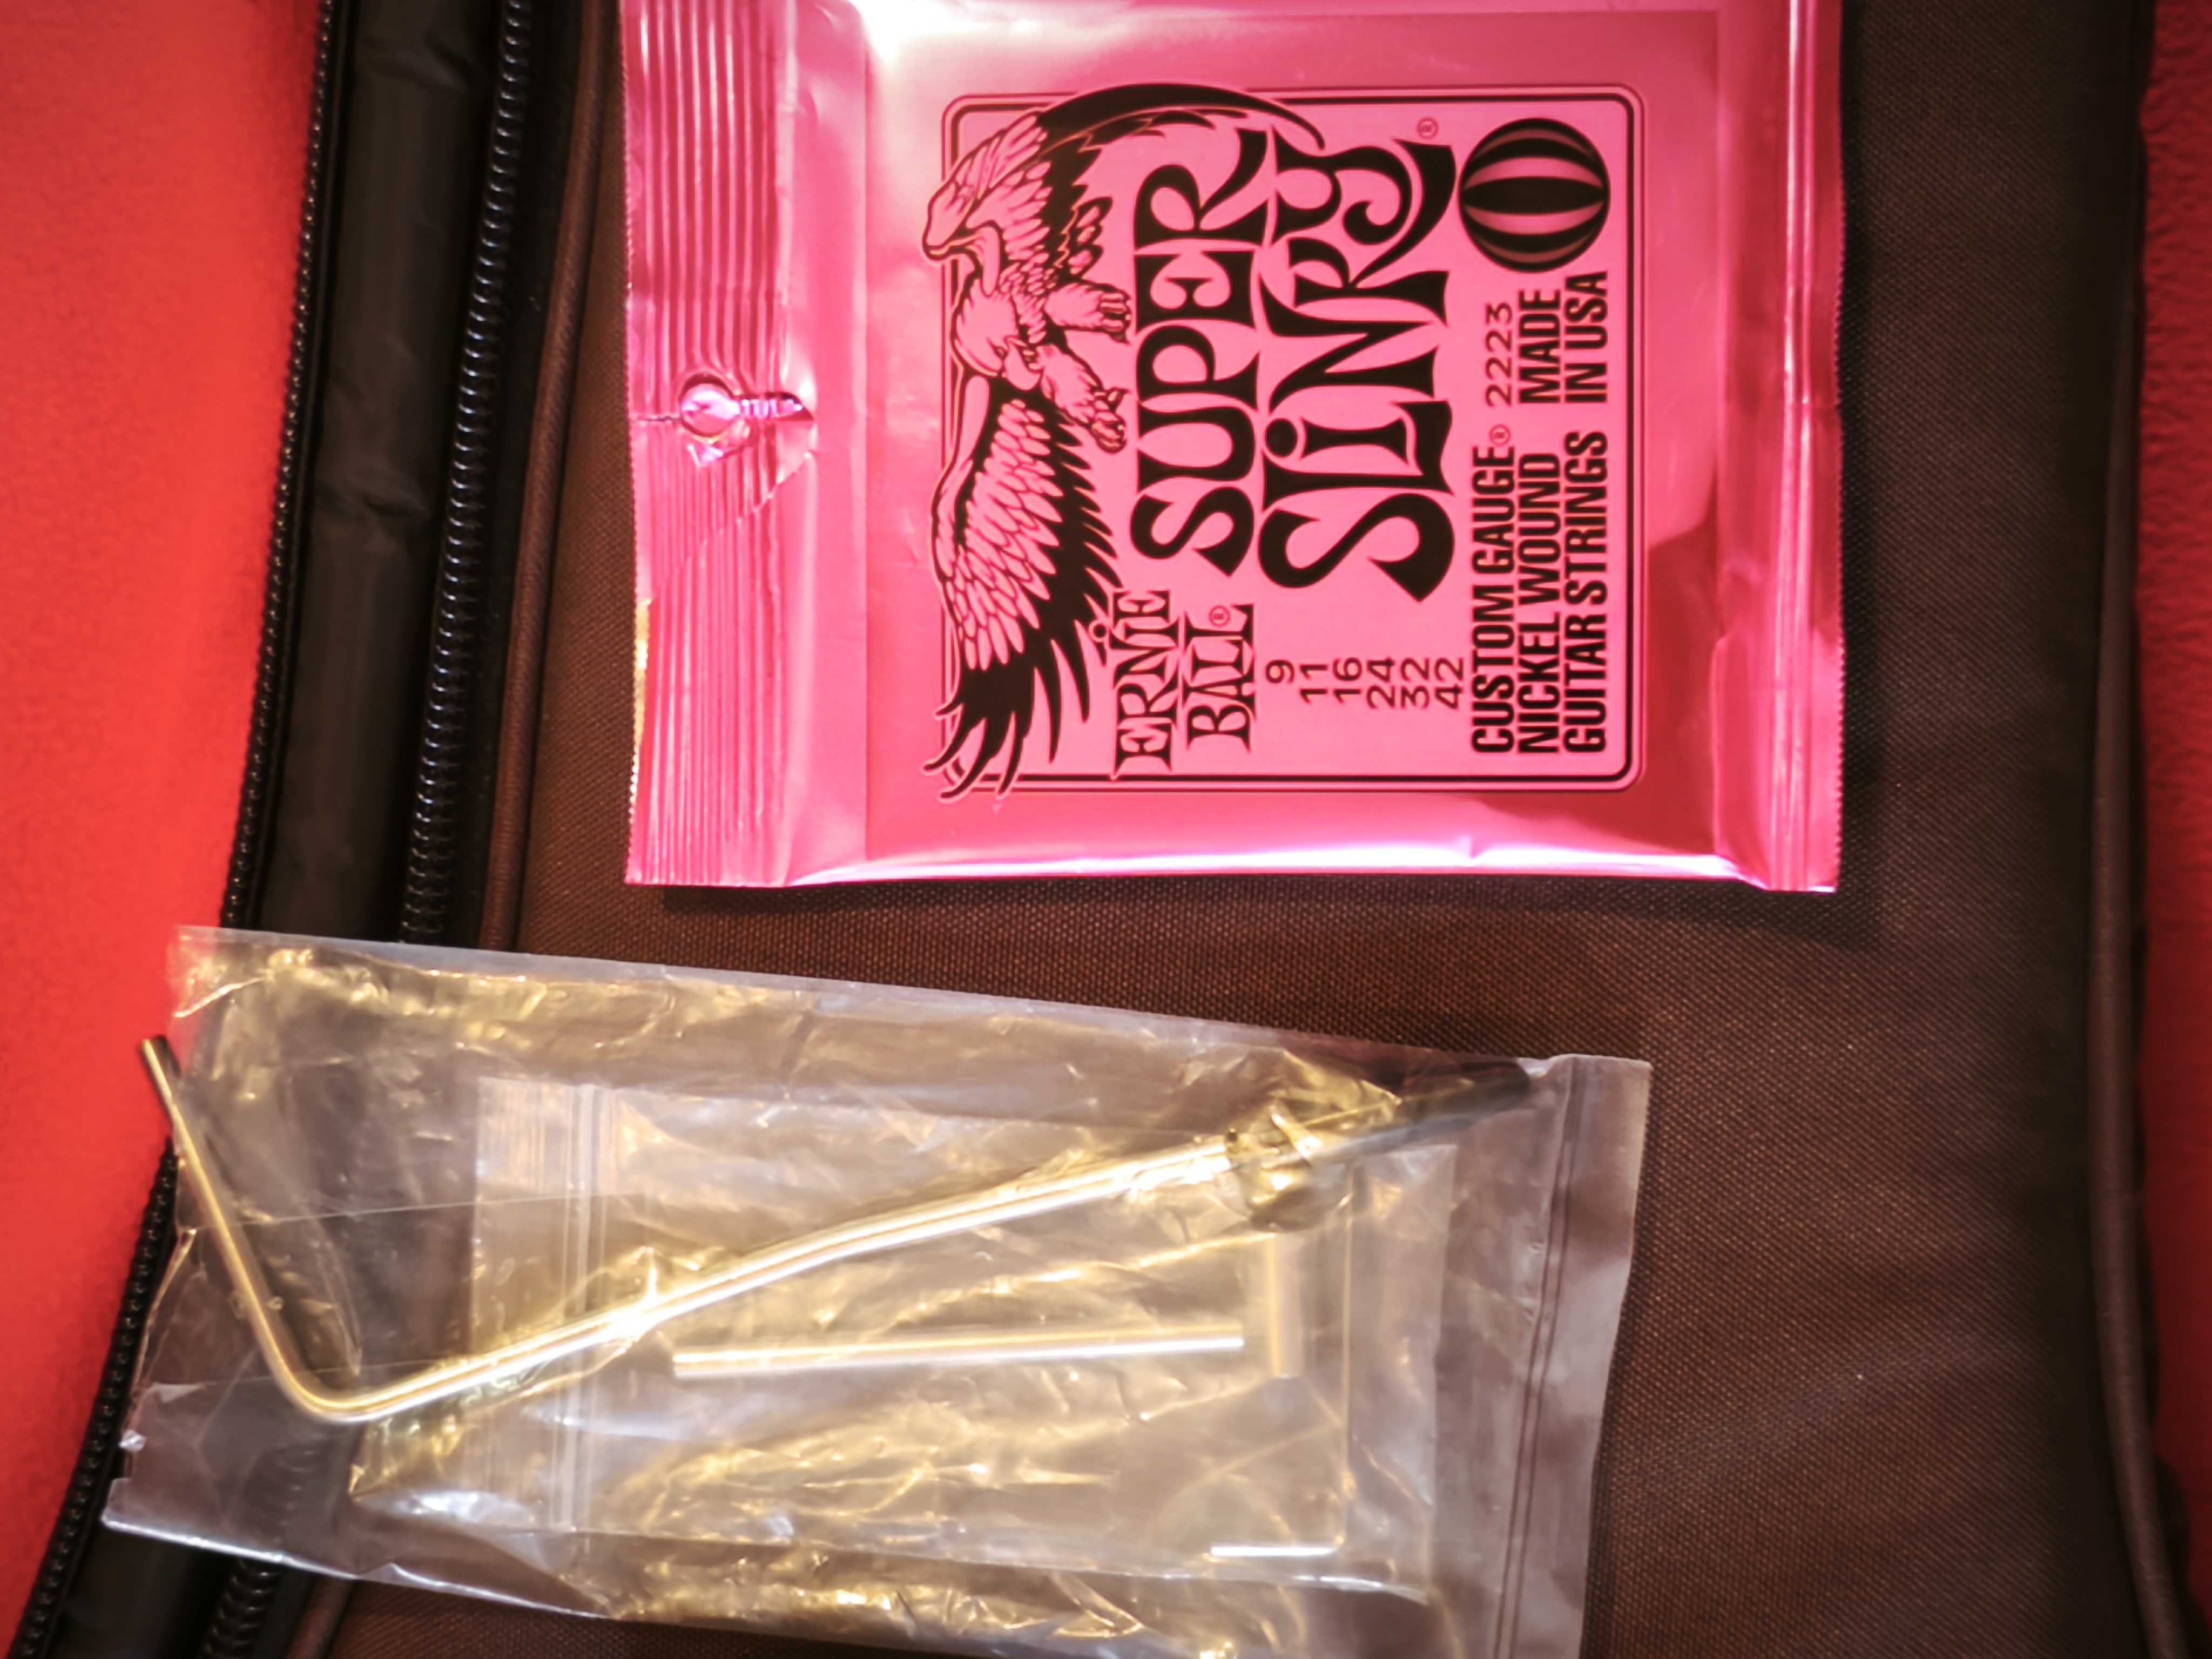 ERNIE
BALL®
SUPER
SLINKY®
9
11
16
24
32
42
CUSTOM GAUGE® 2223
NICKEL WOUND MADE
GUITAR STRINGS IN USA